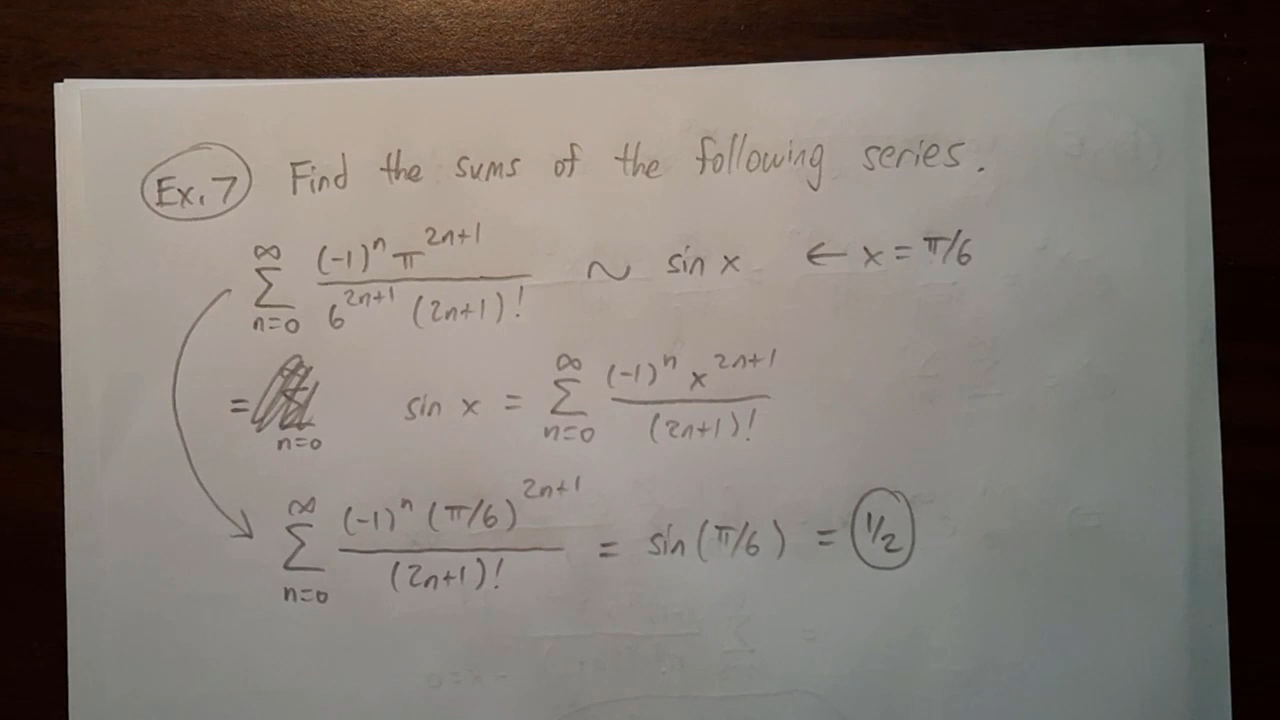 Ex. 7 Find the sums of the following series.
∞ ∑ n=0 (-1)^n π^(2n+1) / 6^(2n+1) (2n+1)! ~ sin x ← x = π/6
= n=0 sin x = ∞ ∑ n=0 (-1)^n x^(2n+1) / (2n+1)!
∞ ∑ n=0 (-1)^n (π/6)^(2n+1) / (2n+1)! = sin(π/6) = 1/2